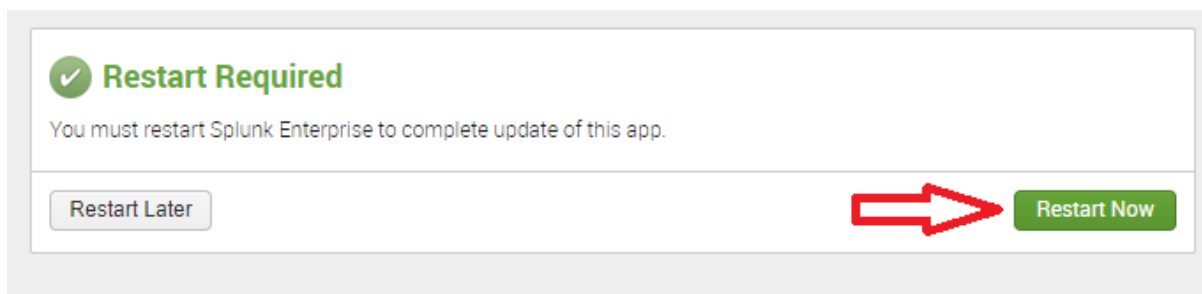 Restart Required
You must restart Splunk Enterprise to complete update of this app.
Restart Later
Restart Now